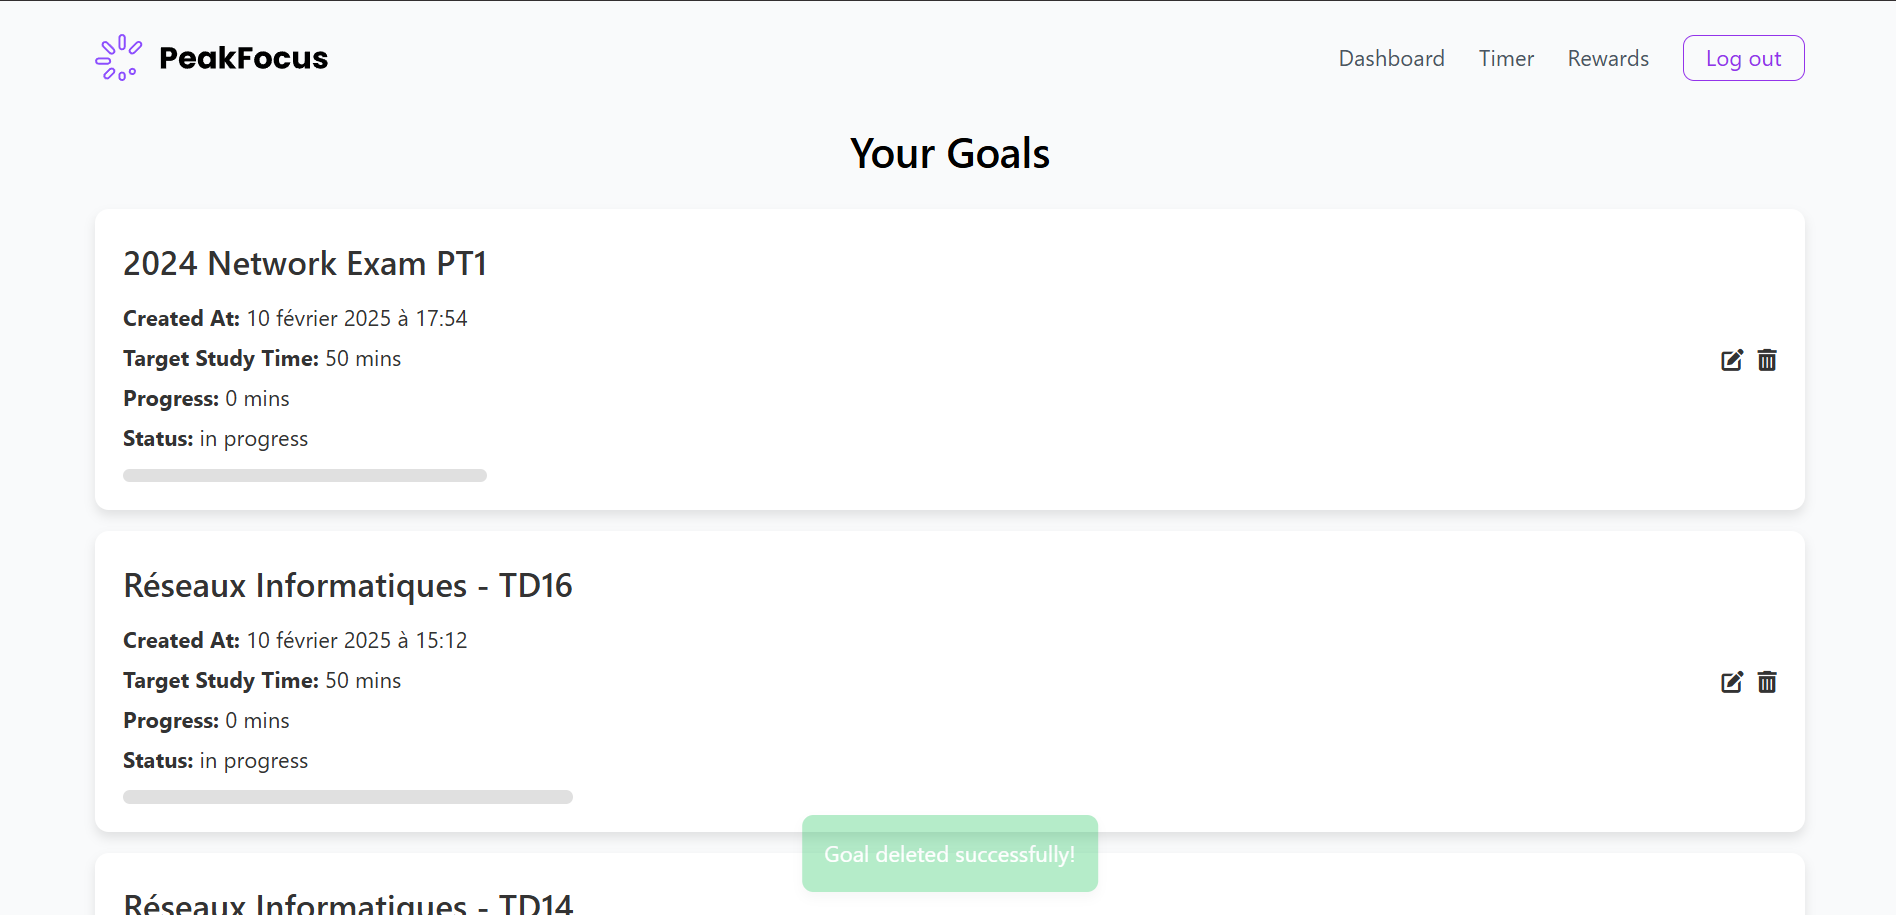 PeakFocus
Dashboard
Timer
Rewards
Log out
Your Goals
2024 Network Exam PT1
Created At: 10 février 2025 à 17:54
Target Study Time: 50 mins
Progress: 0 mins
Status: in progress
Réseaux Informatiques - TD16
Created At: 10 février 2025 à 15:12
Target Study Time: 50 mins
Progress: 0 mins
Status: in progress
Goal deleted successfully!
Réseaux Informatiques - TD14